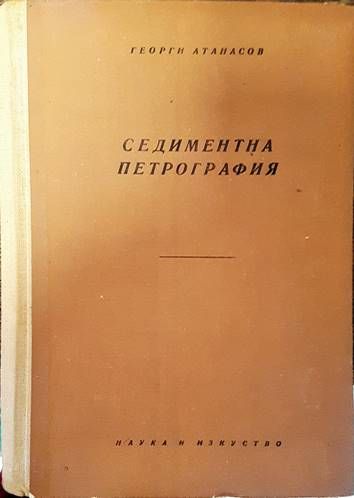 ГЕОРГИ АТАНАСОВ
СЕДИМЕНТНА
ПЕТРОГРАФИЯ
НАУКА И ИЗКУСТВО